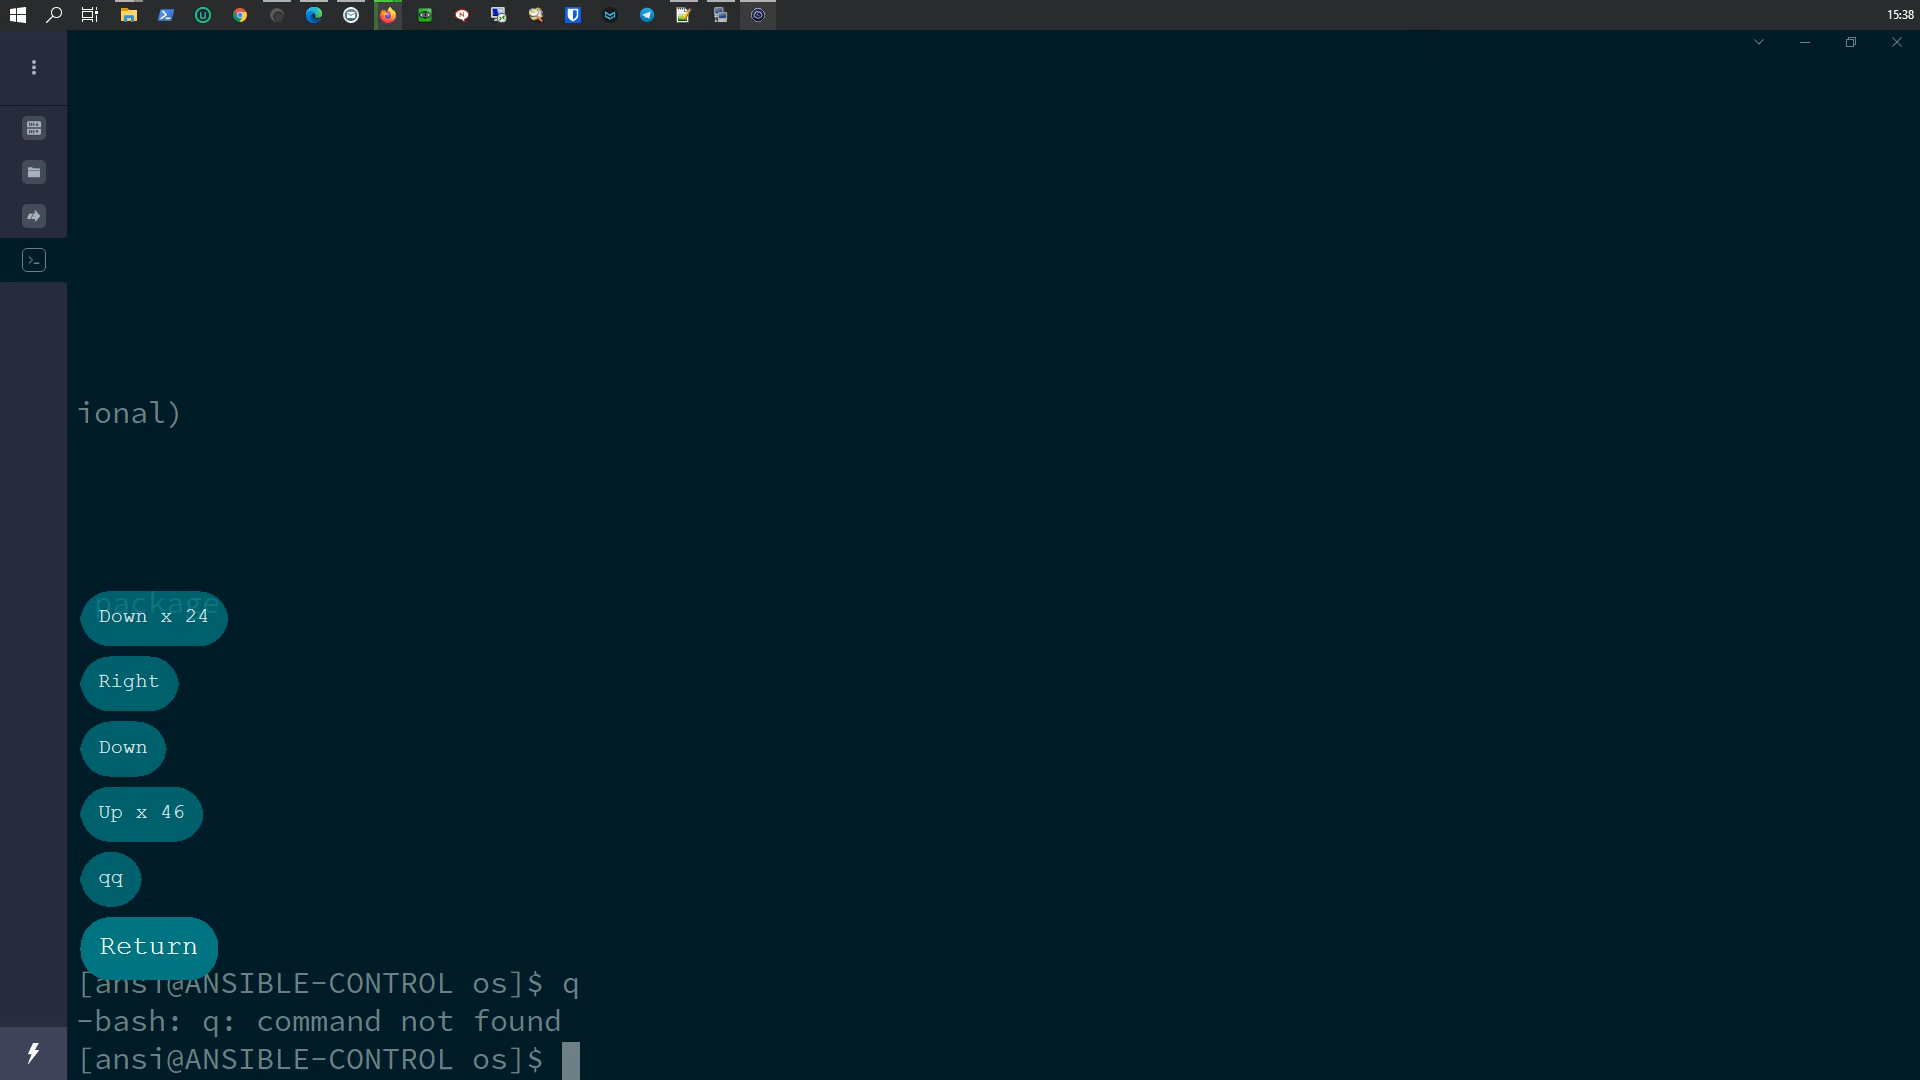 15:38
ional)
package
Down x 24
Right
Down
Up x 46
qq
Return
[ansi@ANSIBLE-CONTROL os]$ q
-bash: q: command not found
[ansi@ANSIBLE-CONTROL os]$